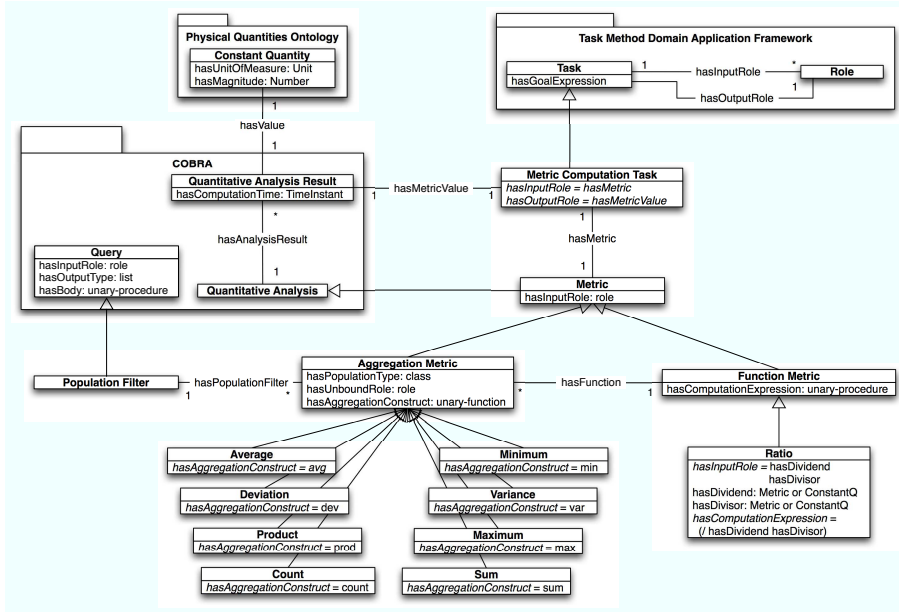 Physical Quantities Ontology
Constant Quantity
hasUnitOfMeasure: Unit
hasMagnitude: Number
1
hasValue
1
Task Method Domain Application Framework
Task
hasGoalExpression
1
hasInputRole
*
Role
hasOutputRole
1
COBRA
Quantitative Analysis Result
hasComputationTime: TimeInstant
1
hasMetricValue
1
Metric Computation Task
hasInputRole = hasMetric
hasOutputRole = hasMetricValue
*
hasAnalysisResult
1
1
hasMetric
1
Query
hasInputRole: role
hasOutputType: list
hasBody: unary-procedure
Quantitative Analysis
Metric
hasInputRole: role
Population Filter
1
hasPopulationFilter
*
Aggregation Metric
hasPopulationType: class
hasUnboundRole: role
hasAggregationConstruct: unary-function
*
hasFunction
1
Function Metric
hasComputationExpression: unary-procedure
Average
hasAggregationConstruct = avg
Minimum
hasAggregationConstruct = min
Deviation
hasAggregationConstruct = dev
Variance
hasAggregationConstruct = var
Product
hasAggregationConstruct = prod
Maximum
hasAggregationConstruct = max
Count
hasAggregationConstruct = count
Sum
hasAggregationConstruct = sum
Ratio
hasInputRole = hasDividend
hasDivisor
hasDividend: Metric or ConstantQ
hasDivisor: Metric or ConstantQ
hasComputationExpression =
(/ hasDividend hasDivisor)